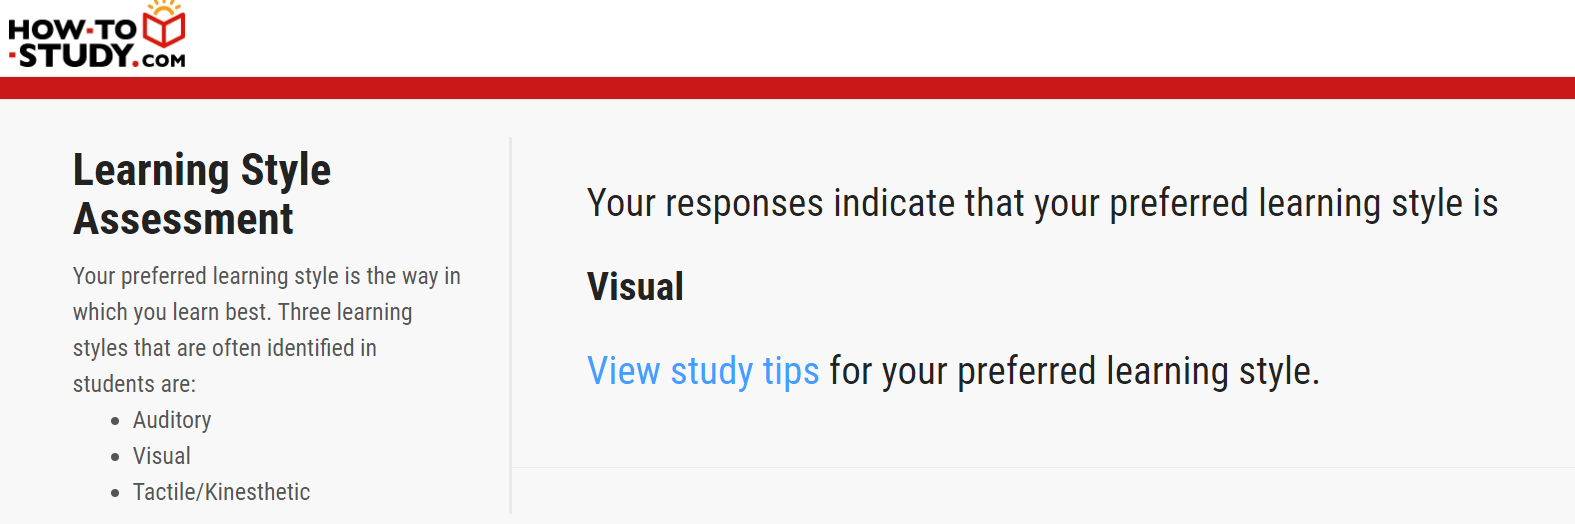 HOW-TO
-STUDY.COM
Learning Style
Assessment
Your preferred learning style is the way in
which you learn best. Three learning
styles that are often identified in
students are:
• Auditory
• Visual
• Tactile/Kinesthetic
Your responses indicate that your preferred learning style is
Visual
View study tips for your preferred learning style.